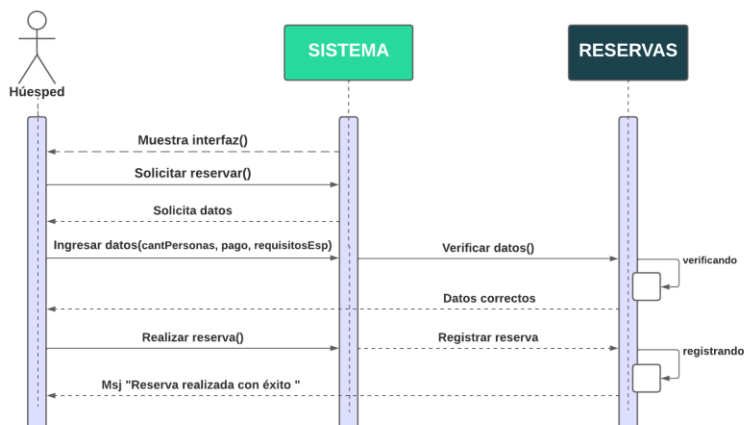 SISTEMA
RESERVAS
Húesped
Muestra interfaz()
Solicitar reservar()
Solicita datos
Ingresar datos(cantPersonas, pago, requisitosEsp)
Verificar datos()
verificando
Datos correctos
Realizar reserva()
Registrar reserva
registrando
Msj "Reserva realizada con éxito "